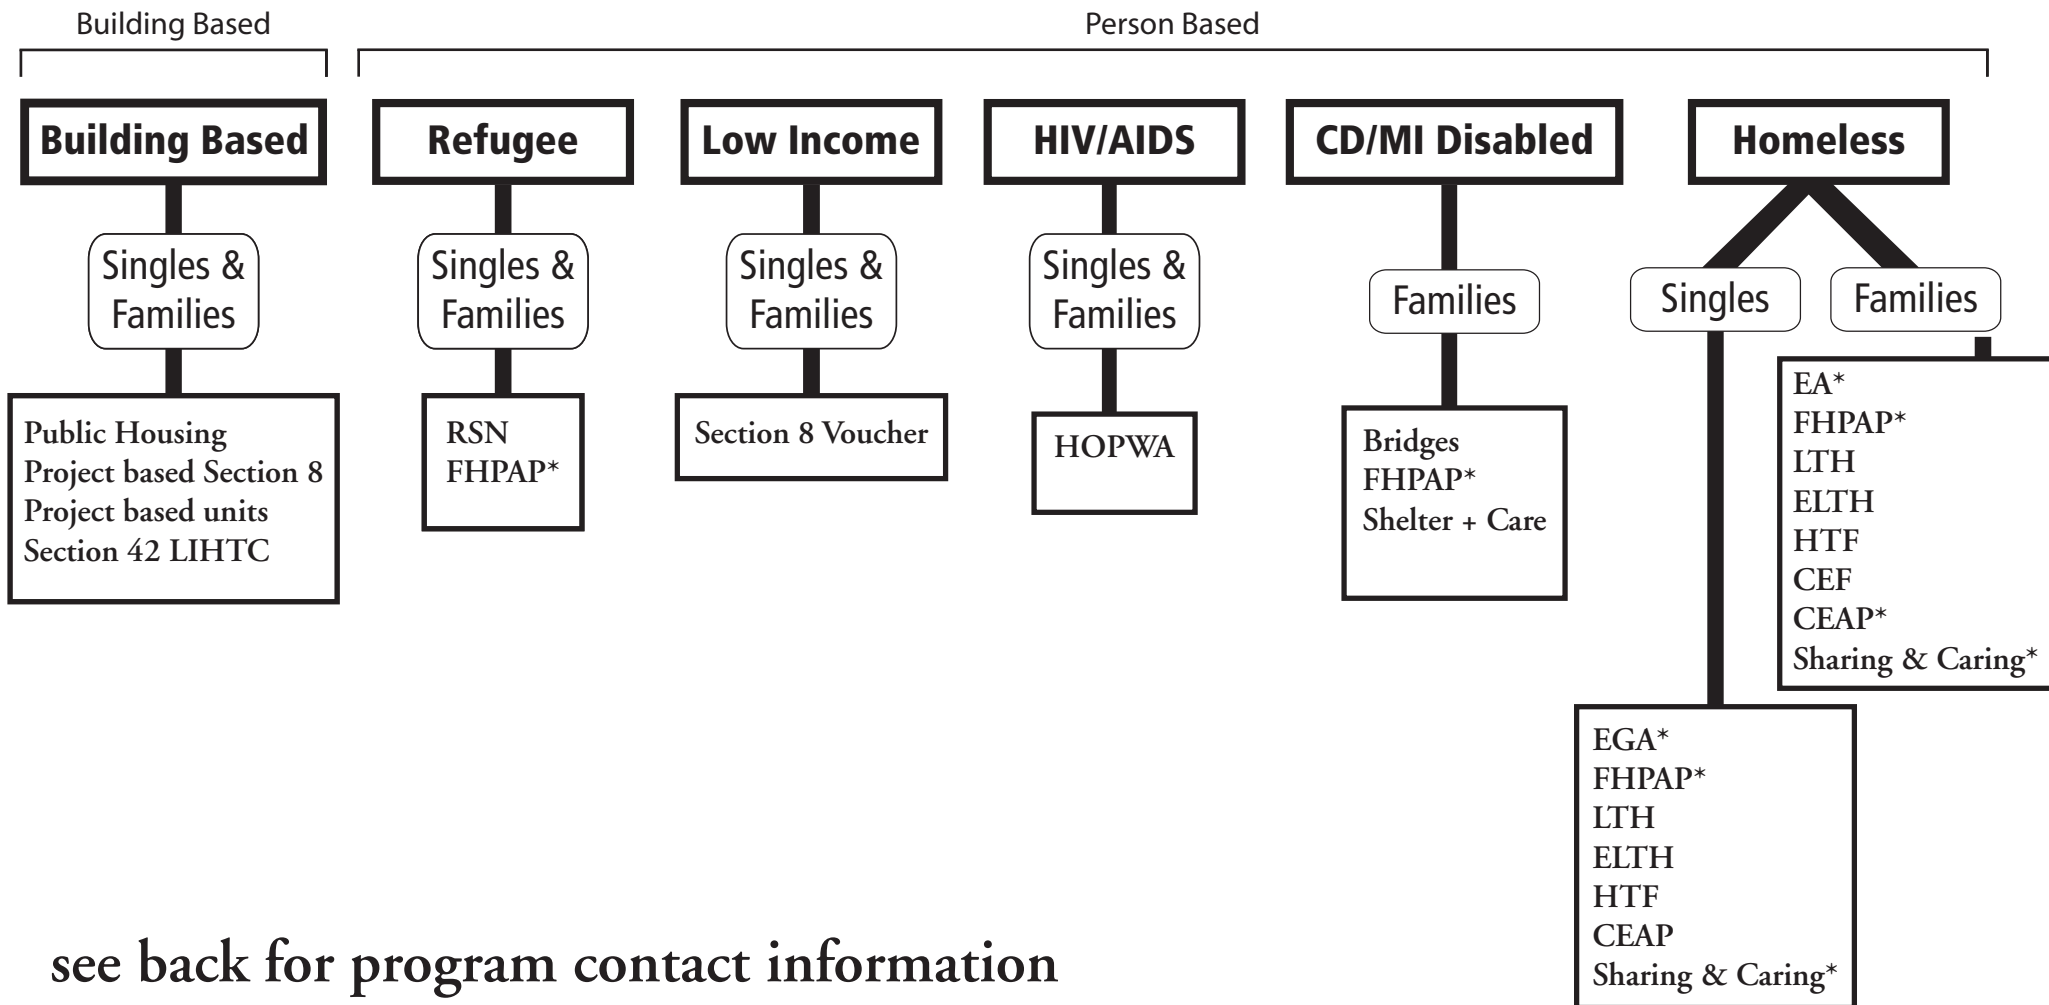 Building Based
Person Based
Building Based
Refugee
Low Income
HIV/AIDS
CD/MI Disabled
Homeless
Singles &
Families
Singles &
Families
Singles &
Families
Singles &
Families
Families
Singles
Families
Public Housing
Project based Section 8
Project based units
Section 42 LIHTC
RSN
FHPAP*
Section 8 Voucher
HOPWA
Bridges
FHPAP*
Shelter + Care
EA*
FHPAP*
LTH
ELTH
HTF
CEF
CEAP*
Sharing & Caring*
EGA*
FHPAP*
LTH
ELTH
HTF
CEAP
Sharing & Caring*
see back for program contact information